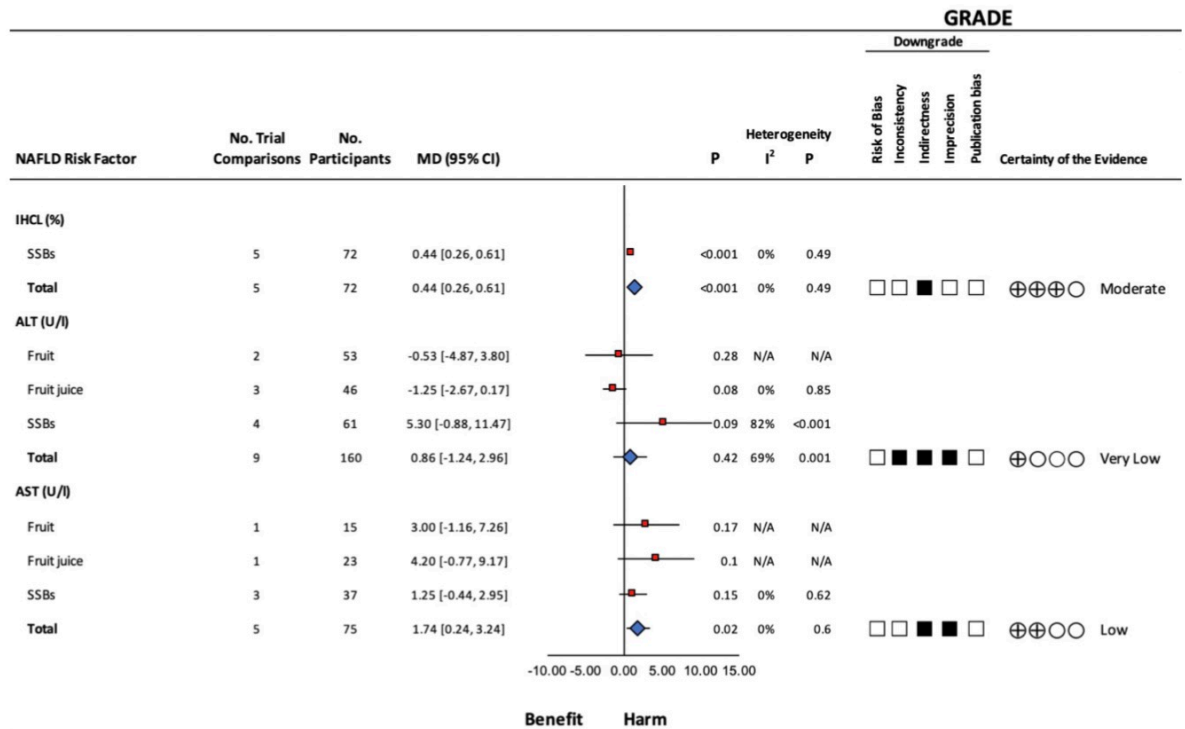 GRADE
Downgrade
NAFLD Risk Factor No. Trial Comparisons No. Participants MD (95% CI) P Heterogeneity I² P Risk of Bias Inconsistency Indirectness Imprecision Publication bias Certainty of the Evidence
IHCL (%)
SSBs 5 72 0.44 [0.26, 0.61] <0.001 0% 0.49
Total 5 72 0.44 [0.26, 0.61] <0.001 0% 0.49 Moderate
ALT (U/l)
Fruit 2 53 -0.53 [-4.87, 3.80] 0.28 N/A N/A
Fruit juice 3 46 -1.25 [-2.67, 0.17] 0.08 0% 0.85
SSBs 4 61 5.30 [-0.88, 11.47] 0.09 82% <0.001
Total 9 160 0.86 [-1.24, 2.96] 0.42 69% 0.001 Very Low
AST (U/l)
Fruit 1 15 3.00 [-1.16, 7.26] 0.17 N/A N/A
Fruit juice 1 23 4.20 [-0.77, 9.17] 0.1 N/A N/A
SSBs 3 37 1.25 [-0.44, 2.95] 0.15 0% 0.62
Total 5 75 1.74 [0.24, 3.24] 0.02 0% 0.6 Low
-10.00 -5.00 0.00 5.00 10.00 15.00
Benefit Harm